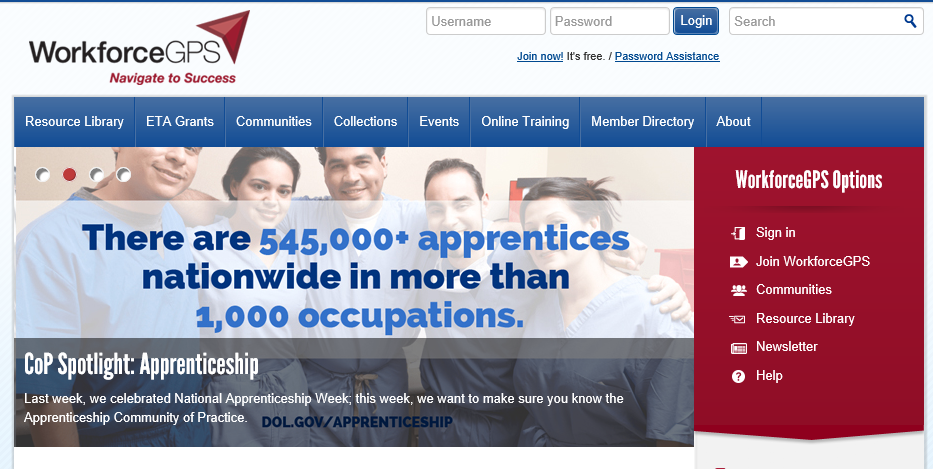 WorkforceGPS
Navigate to Success
Username
Password
Login
Search
Join now! It's free. / Password Assistance
Resource Library
ETA Grants
Communities
Collections
Events
Online Training
Member Directory
About
There are 545,000+ apprentices
nationwide in more than
1,000 occupations.
CoP Spotlight: Apprenticeship
Last week, we celebrated National Apprenticeship Week; this week, we want to make sure you know the
Apprenticeship Community of Practice.
DOL.GOV/APPRENTICESHIP
WorkforceGPS Options
Sign in
Join WorkforceGPS
Communities
Resource Library
Newsletter
Help